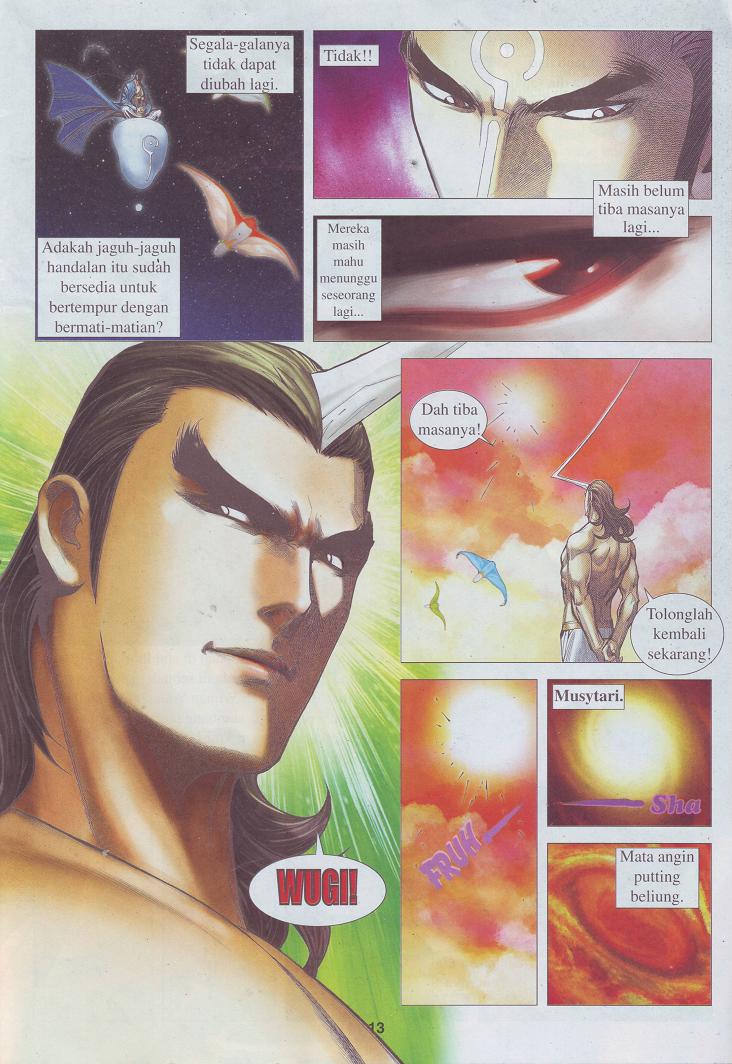 Segala-galanya
tidak dapat
diubah lagi.
Adakah jaguh-jaguh
handalan itu sudah
bersedia untuk
bertempur dengan
bermati-matian?
Tidak!!
Masih belum
tiba masanya
lagi...
Mereka
masih
mahu
menunggu
seseorang
lagi...
Dah tiba
masanya!
Tolonglah
kembali
sekarang!
WUGI!
FRUH
Musytari.
Sha
Mata angin
putting
beliung.
13